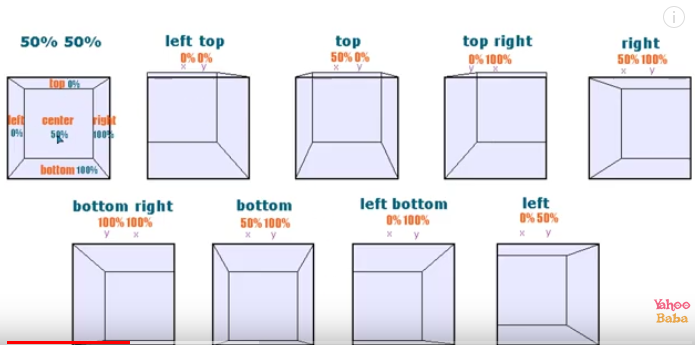 50% 50%
left top
0% 0%
x y
top
50% 0%
x y
top right
0% 100%
y x
right
50% 100%
x y
top 0%
left
0%
center
50%
right
100%
bottom 100%
bottom right
100% 100%
y x
bottom
50% 100%
x y
left bottom
0% 100%
x y
left
0% 50%
x y
Yahoo
Baba
i